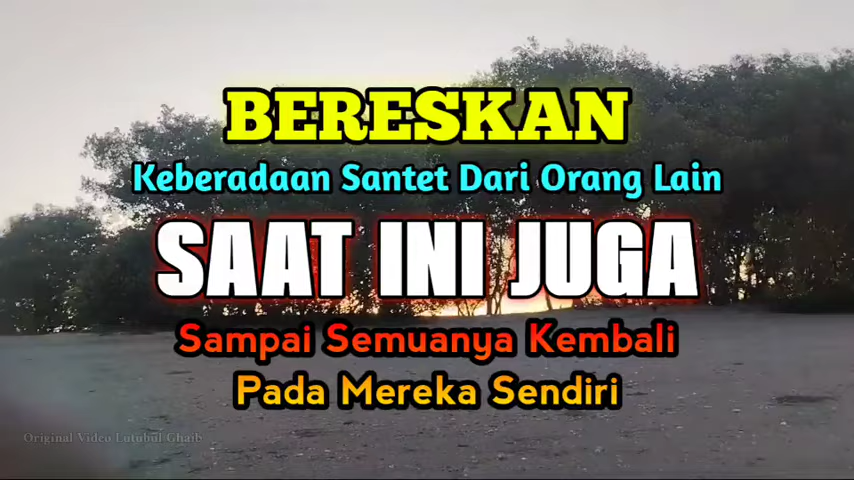 BERESKAN
Keberadaan Santet Dari Orang Lain
SAAT INI JUGA
Sampai Semuanya Kembali
Pada Mereka Sendiri
Original Video Lutubul Ghaib